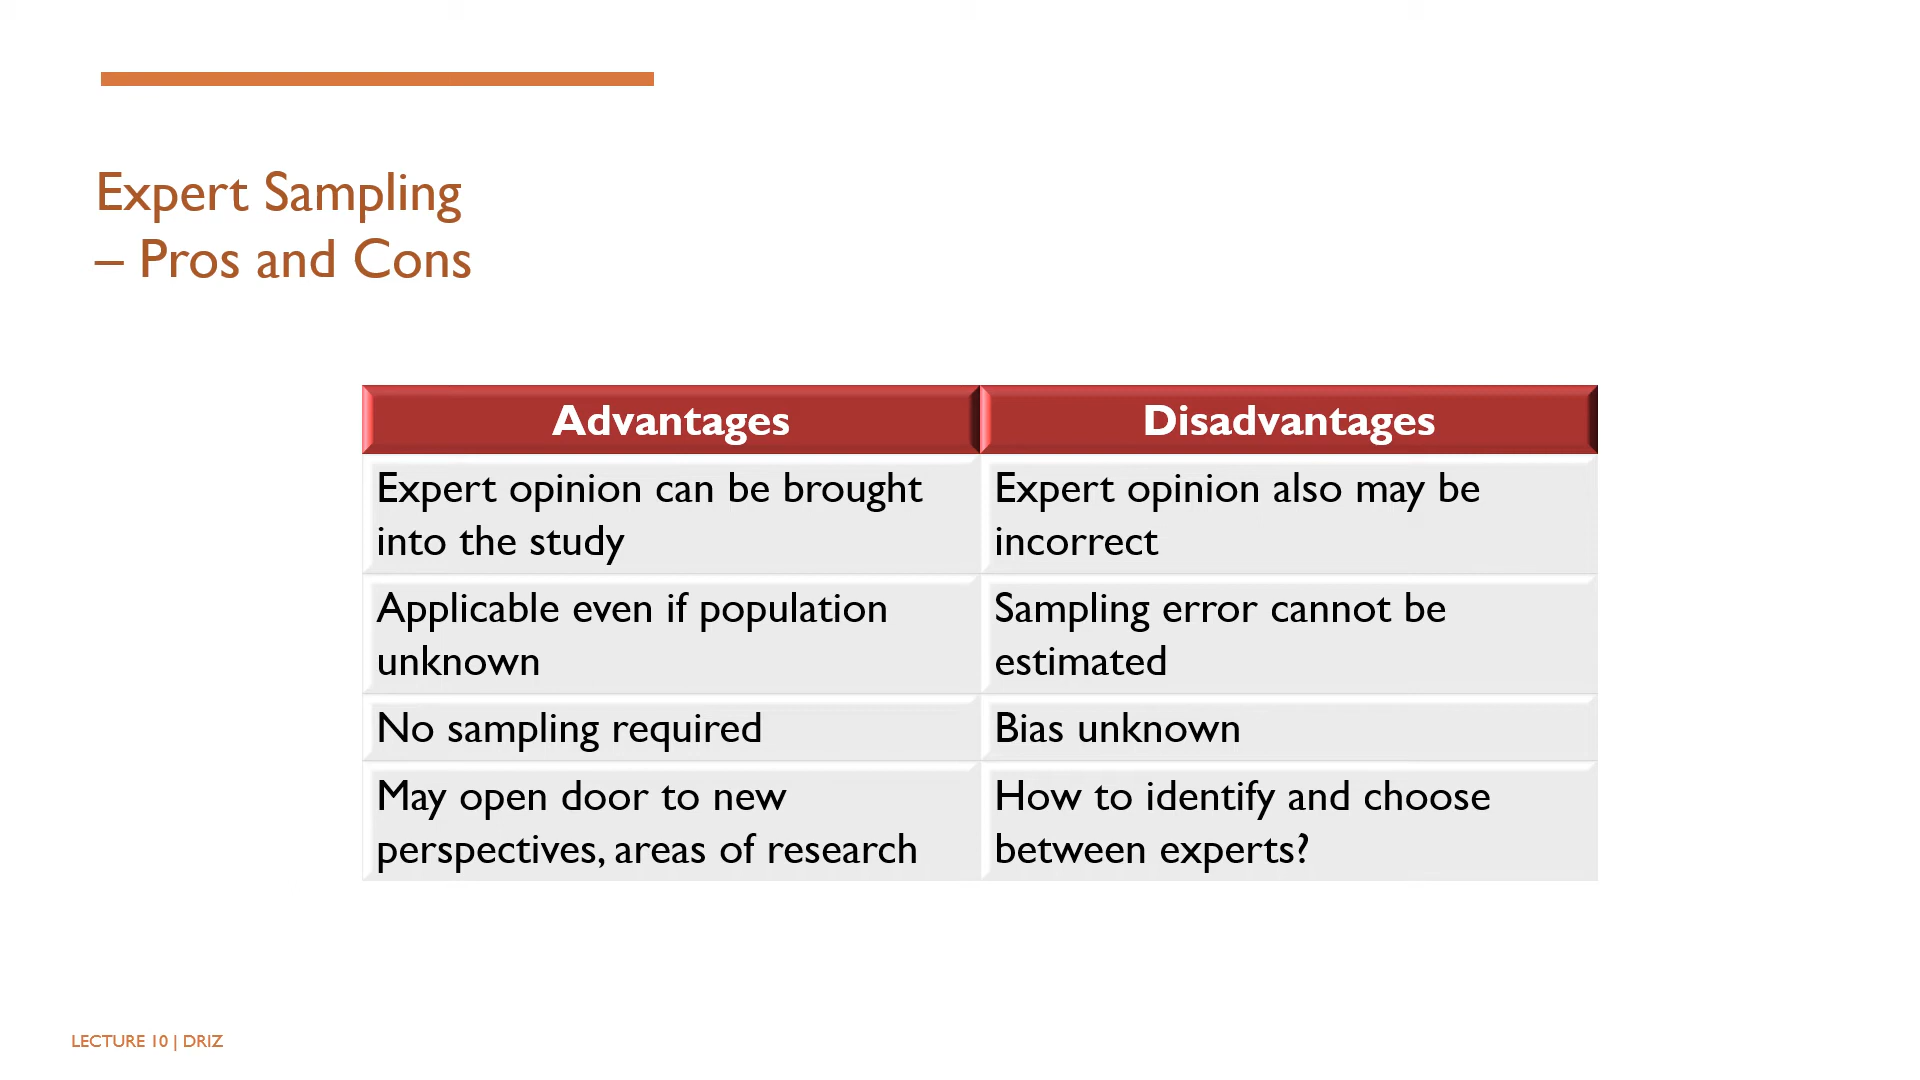 Expert Sampling
– Pros and Cons
Advantages
Disadvantages
Expert opinion can be brought
into the study
Expert opinion also may be
incorrect
Applicable even if population
unknown
Sampling error cannot be
estimated
No sampling required
Bias unknown
May open door to new
perspectives, areas of research
How to identify and choose
between experts?
LECTURE 10 | DRIZ